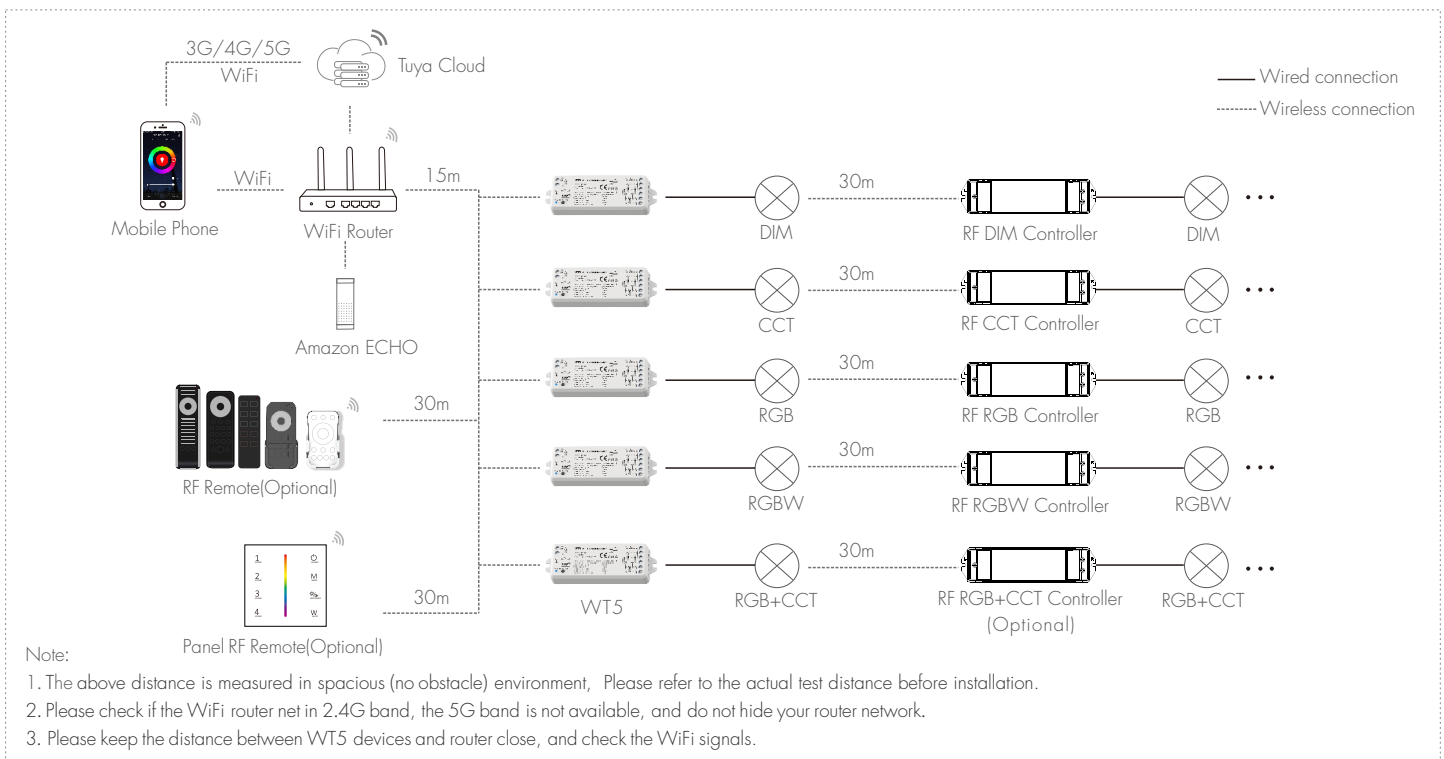 3G/4G/5G
WiFi
Tuya Cloud
Wired connection
Wireless connection
WiFi
15m
Mobile Phone
WiFi Router
Amazon ECHO
30m
DIM
RF DIM Controller
DIM
30m
CCT
RF CCT Controller
CCT
30m
RGB
RF RGB Controller
RGB
30m
RF Remote(Optional)
30m
RGBW
RF RGBW Controller
RGBW
1
2
3
4
M
%
W
30m
Panel RF Remote(Optional)
WT5
30m
RGB+CCT
RF RGB+CCT Controller
(Optional)
RGB+CCT
Note:
1. The above distance is measured in spacious (no obstacle) environment, Please refer to the actual test distance before installation.
2. Please check if the WiFi router net in 2.4G band, the 5G band is not available, and do not hide your router network.
3. Please keep the distance between WT5 devices and router close, and check the WiFi signals.